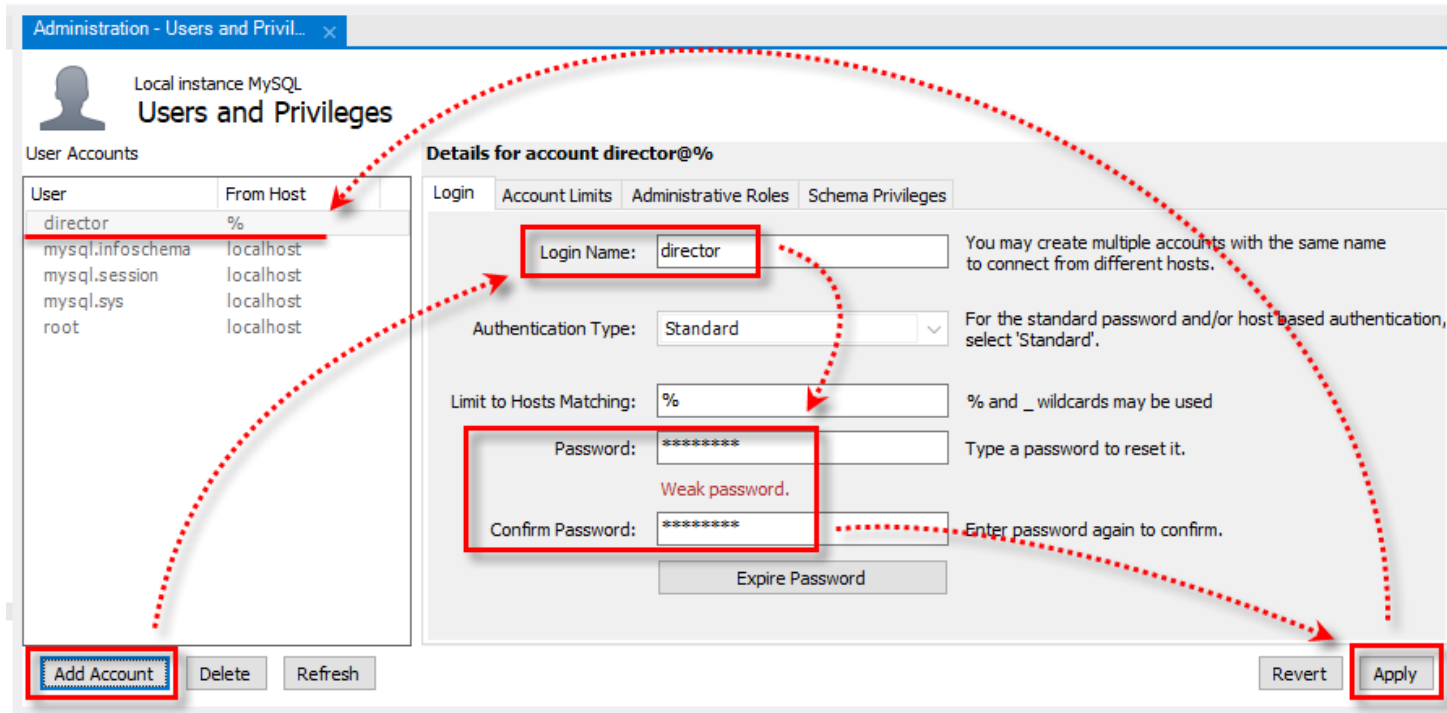 Administration - Users and Privil...
Local instance MySQL
Users and Privileges
User Accounts
User From Host
director %
mysql.infoschema localhost
mysql.session localhost
mysql.sys localhost
root localhost
Add Account Delete Refresh
Details for account director@%
Login Account Limits Administrative Roles Schema Privileges
Login Name: director
You may create multiple accounts with the same name
to connect from different hosts.
Authentication Type: Standard
For the standard password and/or host based authentication,
select 'Standard'.
Limit to Hosts Matching: % % and _ wildcards may be used
Password: ******** Type a password to reset it.
Weak password.
Confirm Password: ******** Enter password again to confirm.
Expire Password
Revert Apply